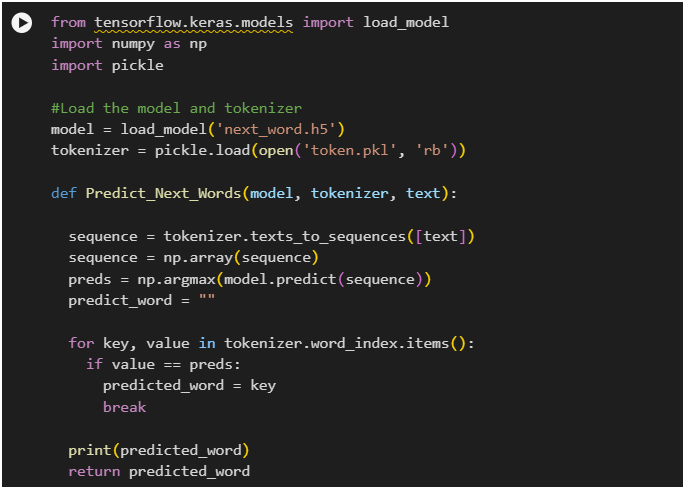 from tensorflow.keras.models import load_model
import numpy as np
import pickle

#Load the model and tokenizer
model = load_model('next_word.h5')
tokenizer = pickle.load(open('token.pkl', 'rb'))

def Predict_Next_Words(model, tokenizer, text):

  sequence = tokenizer.texts_to_sequences([text])
  sequence = np.array(sequence)
  preds = np.argmax(model.predict(sequence))
  predict_word = ""

  for key, value in tokenizer.word_index.items():
    if value == preds:
      predicted_word = key
      break

  print(predicted_word)
  return predicted_word